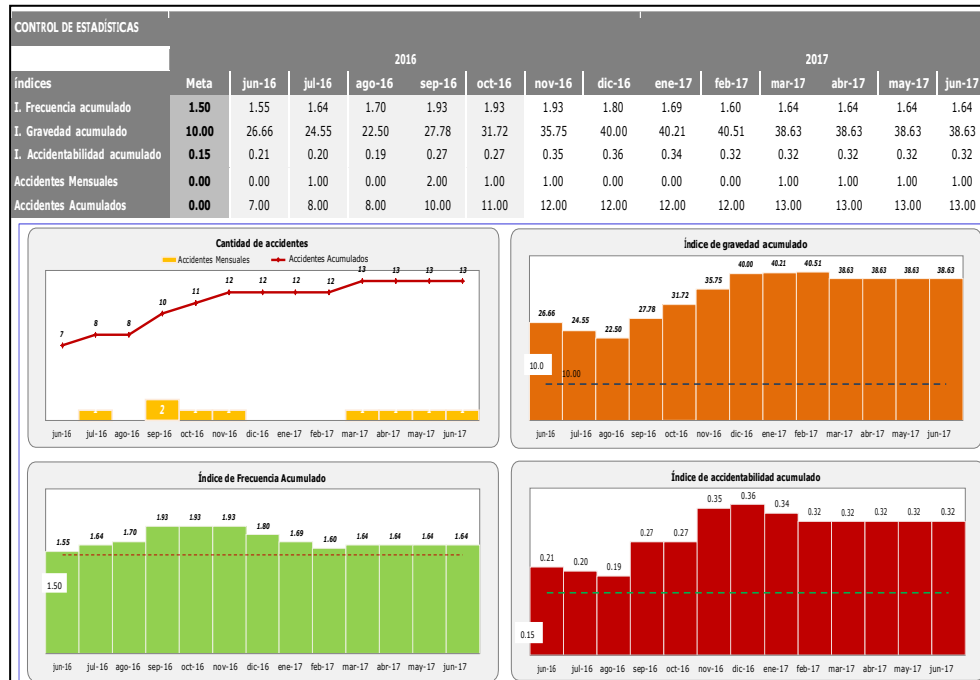 CONTROL DE ESTADÍSTICAS
2016 2017
índices Meta jun-16 jul-16 ago-16 sep-16 oct-16 nov-16 dic-16 ene-17 feb-17 mar-17 abr-17 may-17 jun-17
I. Frecuencia acumulado 1.50 1.55 1.64 1.70 1.93 1.93 1.93 1.80 1.69 1.60 1.64 1.64 1.64 1.64
I. Gravedad acumulado 10.00 26.66 24.55 22.50 27.78 31.72 35.75 40.00 40.21 40.51 38.63 38.63 38.63 38.63
I. Accidentabilidad acumulado 0.15 0.21 0.20 0.19 0.27 0.27 0.35 0.36 0.34 0.32 0.32 0.32 0.32 0.32
Accidentes Mensuales 0.00 0.00 1.00 0.00 2.00 1.00 1.00 0.00 0.00 0.00 1.00 1.00 1.00 1.00
Accidentes Acumulados 0.00 7.00 8.00 8.00 10.00 11.00 12.00 12.00 12.00 12.00 13.00 13.00 13.00 13.00
Cantidad de accidentes
Accidentes Mensuales Accidentes Acumulados
7 8 8 10 11 12 12 12 12 13 13 13 13
2
jun-16 jul-16 ago-16 sep-16 oct-16 nov-16 dic-16 ene-17 feb-17 mar-17 abr-17 may-17 jun-17
Índice de gravedad acumulado
26.66 24.55 22.50 27.78 31.72 35.75 40.00 40.21 40.51 38.63 38.63 38.63 38.63
10.0 10.00
jun-16 jul-16 ago-16 sep-16 oct-16 nov-16 dic-16 ene-17 feb-17 mar-17 abr-17 may-17 jun-17
Índice de Frecuencia Acumulado
1.55 1.64 1.70 1.93 1.93 1.93 1.80 1.69 1.60 1.64 1.64 1.64 1.64
1.50
jun-16 jul-16 ago-16 sep-16 oct-16 nov-16 dic-16 ene-17 feb-17 mar-17 abr-17 may-17 jun-17
Índice de accidentabilidad acumulado
0.21 0.20 0.19 0.27 0.27 0.35 0.36 0.34 0.32 0.32 0.32 0.32 0.32
0.15
jun-16 jul-16 ago-16 sep-16 oct-16 nov-16 dic-16 ene-17 feb-17 mar-17 abr-17 may-17 jun-17